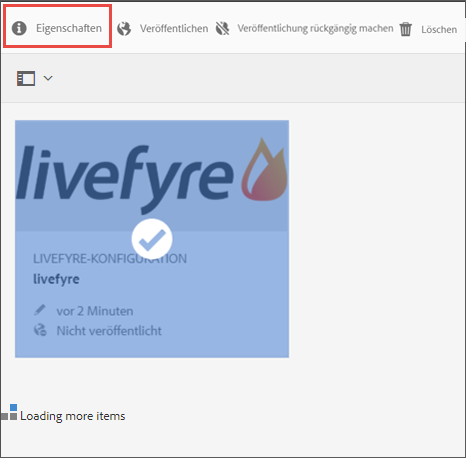 Eigenschaften Veröffentlichen Veröffentlichung rückgängig machen Löschen
livefyre
LIVEFYRE-KONFIGURATION
livefyre
vor 2 Minuten
Nicht veröffentlicht
Loading more items